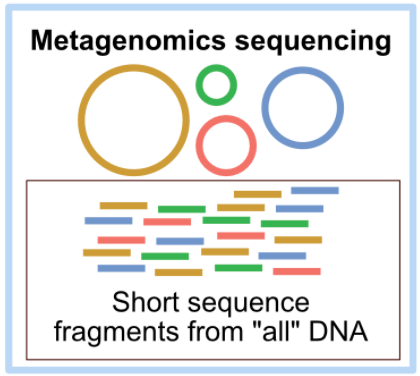 Metagenomics sequencing
Short sequence
fragments from "all" DNA